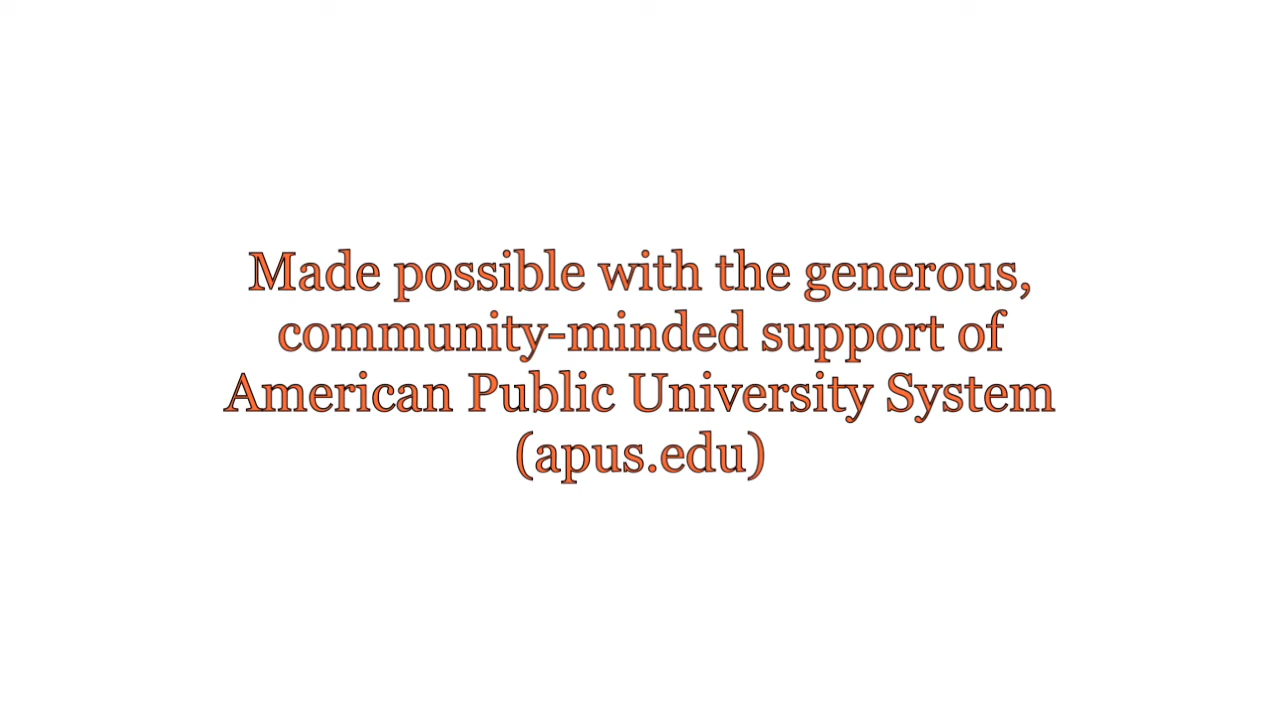 Made possible with the generous,
community-minded support of
American Public University System
(apus.edu)